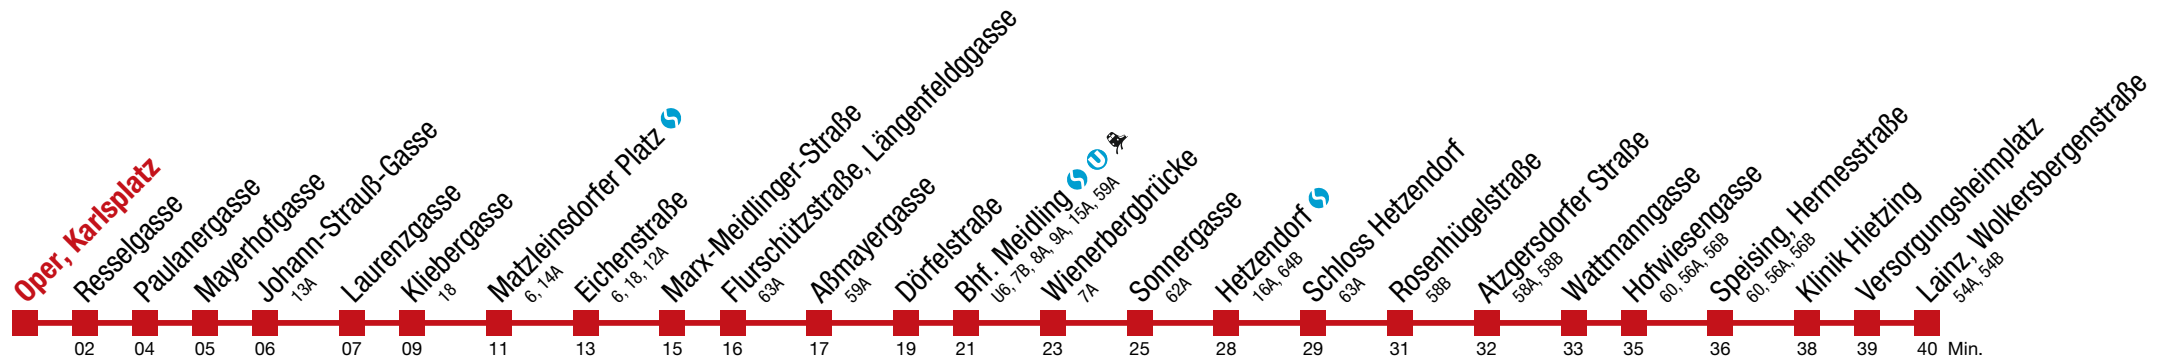 Oper, Karlsplatz
Resselgasse
Paulanergasse
Mayerhofgasse
Johann-Strauß-Gasse
13A
Laurenzgasse
Kliebergasse
18
Matzleinsdorfer Platz
6, 14A
Eichenstraße
6, 18, 12A
Marx-Meidlinger-Straße
Flurschützstraße, Längenfeldggasse
63A
Aßmayergasse
59A
Dörfelstraße
Bhf. Meidling U
U6, 7B, 8A, 9A, 15A, 59A
Wienerbergbrücke
7A
Sonnergasse
62A
Hetzendorf
16A, 64B
Schloss Hetzendorf
63A
Rosenhügelstraße
58B
Atzgersdorfer Straße
58A, 58B
Wattmanngasse
Hofwiesengasse
60, 56A, 56B
Speising, Hermesstraße
60, 56A, 56B
Klinik Hietzing
Versorgungsheimplatz
Lainz, Wolkersbergenstraße
54A, 54B
02 04 05 06 07 09 11 13 15 16 17 19 21 23 25 28 29 31 32 33 35 36 38 39 40 Min.